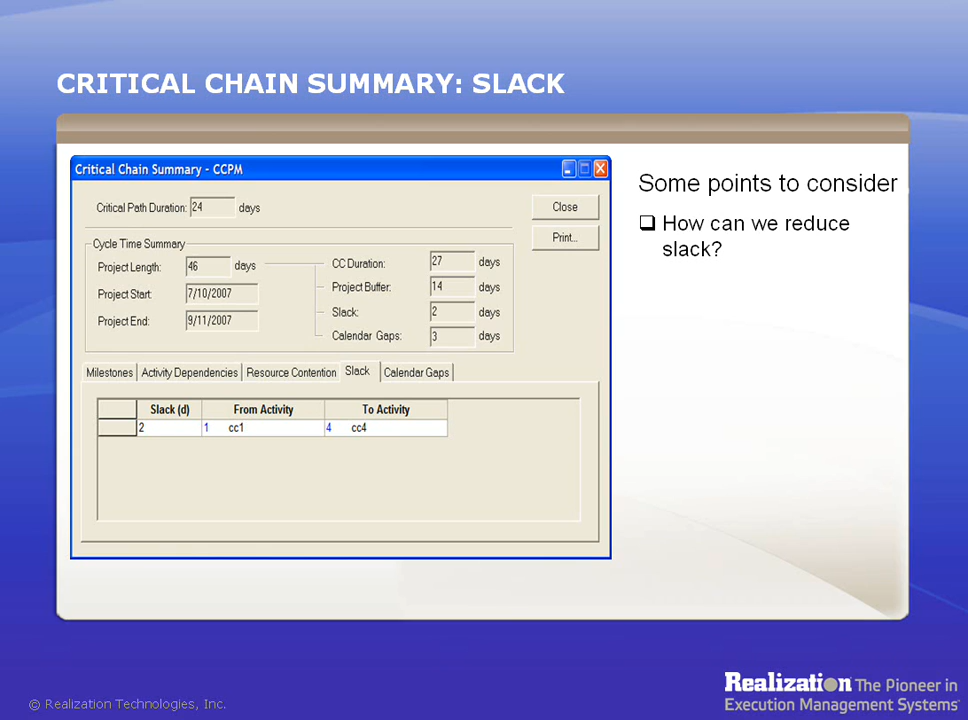 CRITICAL CHAIN SUMMARY: SLACK
Critical Chain Summary - CCPM
Critical Path Duration: 24 days
Close
Print...
Cycle Time Summary
Project Length: 46 days
Project Start: 7/10/2007
Project End: 9/11/2007
CC Duration: 27 days
Project Buffer: 14 days
Slack: 2 days
Calendar Gaps: 3 days
Milestones Activity Dependencies Resource Contention Slack Calendar Gaps
Slack (d) From Activity To Activity
2 1 cc1 4 cc4
Some points to consider
How can we reduce
slack?
© Realization Technologies, Inc.
Realization The Pioneer in
Execution Management Systems